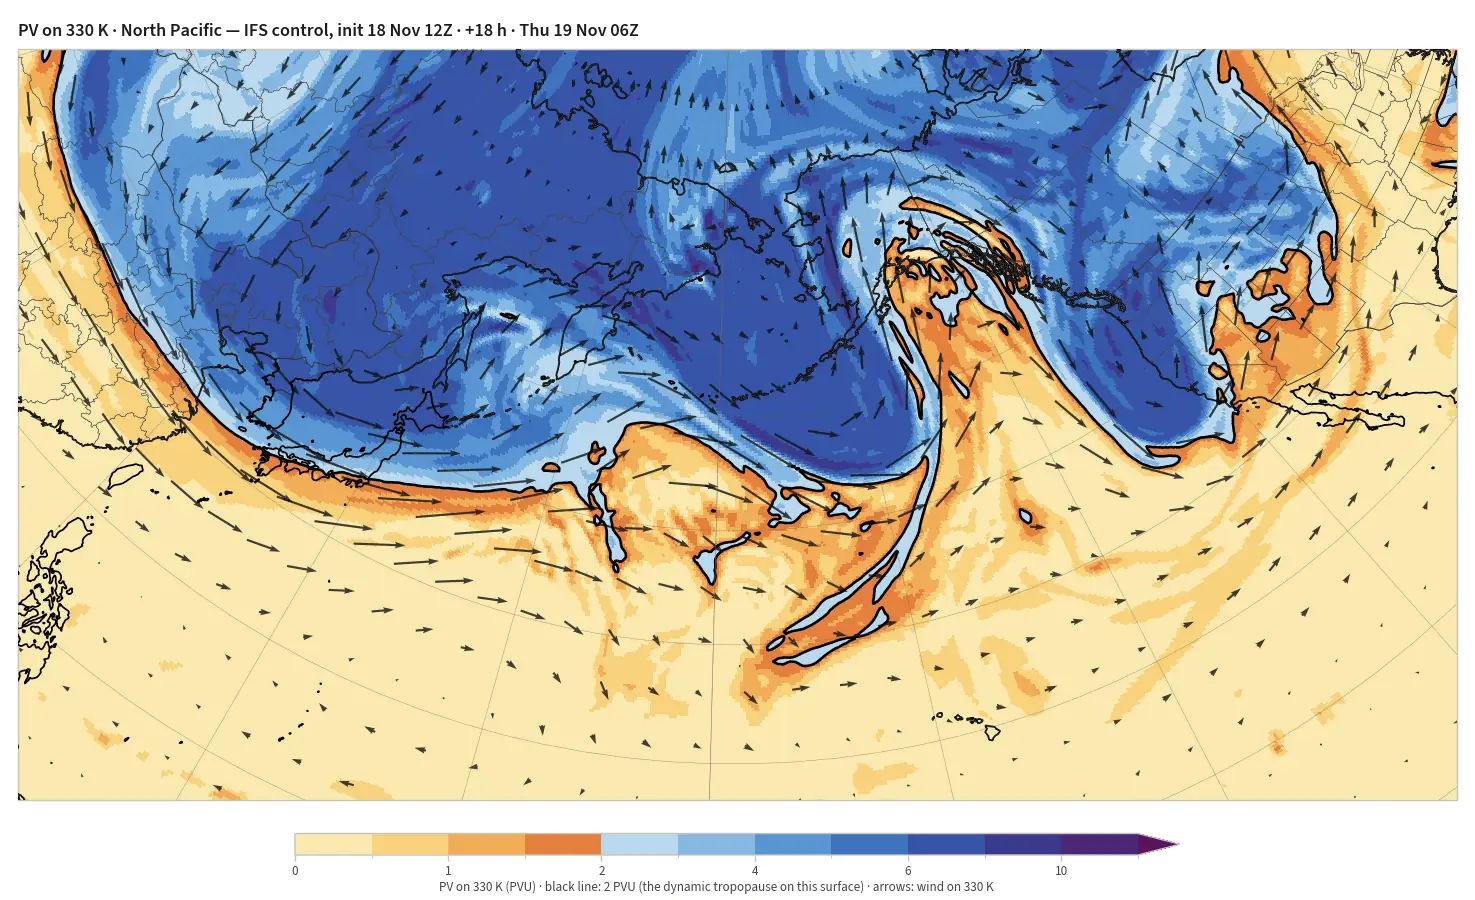 PV on 330 K · North Pacific — IFS control, init 18 Nov 12Z · +18 h · Thu 19 Nov 06Z
0 1 2 4 6 10
PV on 330 K (PVU) · black line: 2 PVU (the dynamic tropopause on this surface) · arrows: wind on 330 K